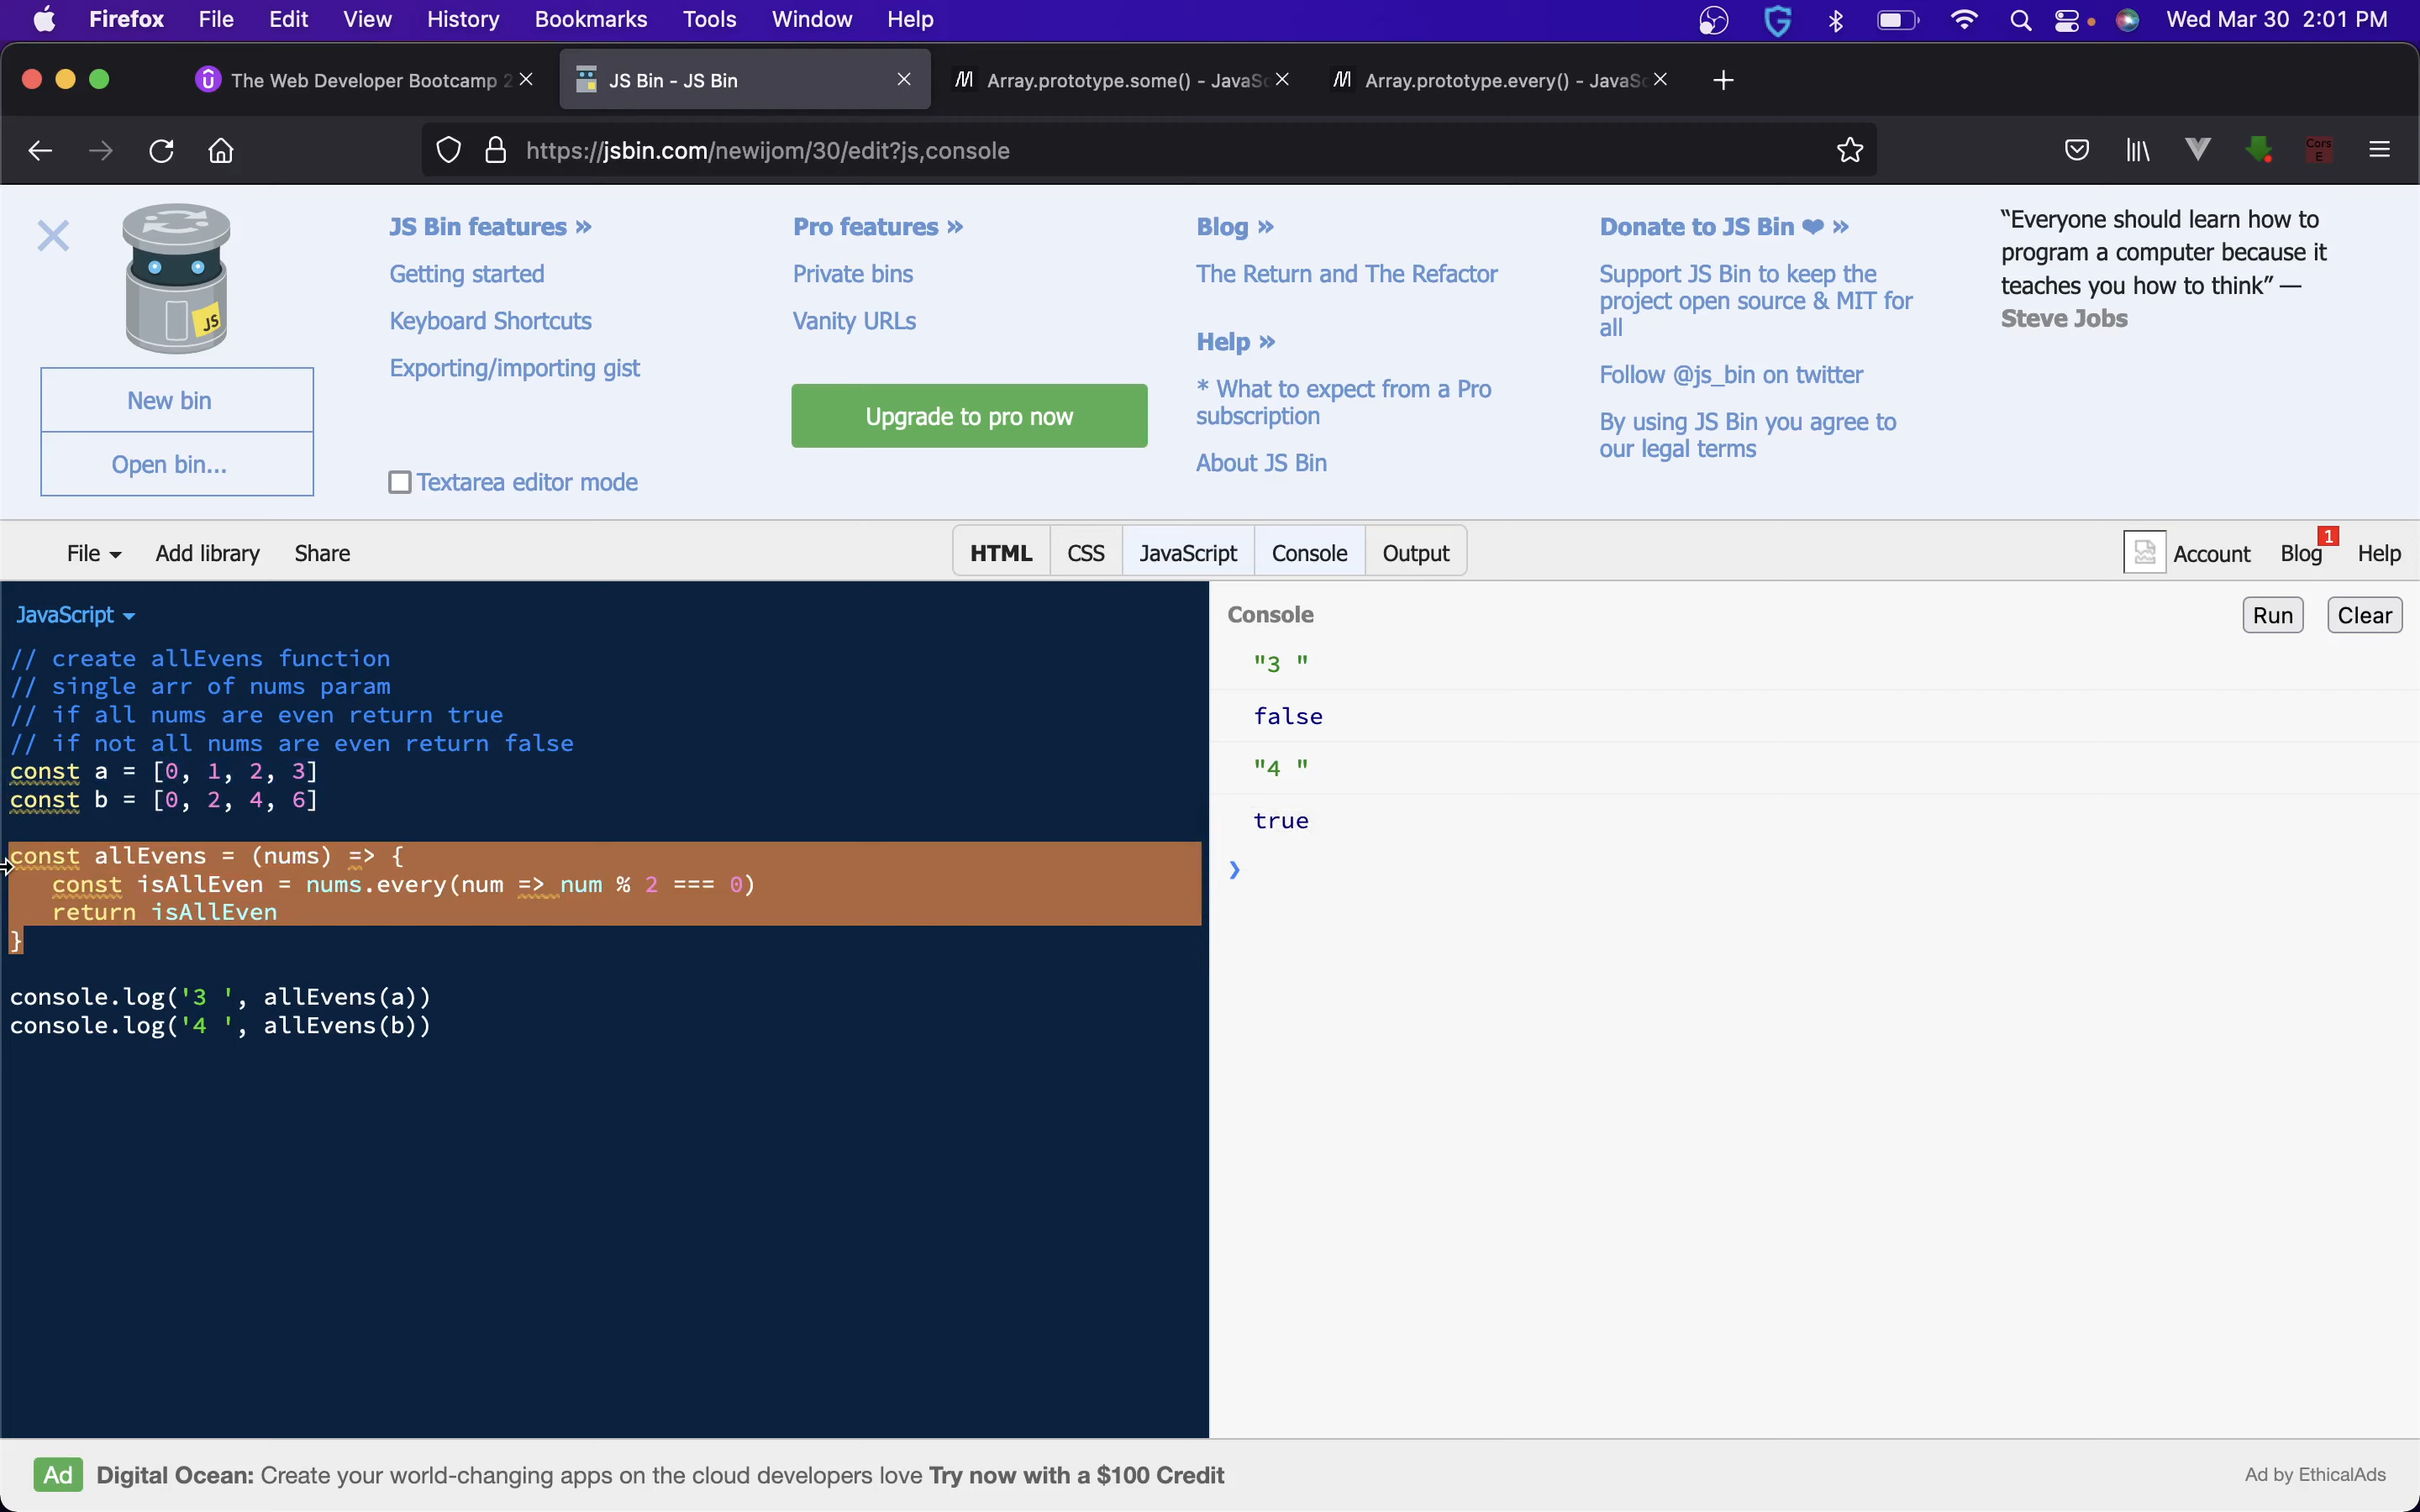 Firefox File Edit View History Bookmarks Tools Window Help Wed Mar 30 2:01 PM
The Web Developer Bootcamp 2 JS Bin - JS Bin Array.prototype.some() - JavaSc Array.prototype.every() - JavaSc
https://jsbin.com/newijom/30/edit?js,console
Cors
E
JS
New bin
Open bin...
JS Bin features »
Getting started
Keyboard Shortcuts
Exporting/importing gist
Textarea editor mode
Pro features »
Private bins
Vanity URLs
Upgrade to pro now
Blog »
The Return and The Refactor
Help »
* What to expect from a Pro
subscription
About JS Bin
Donate to JS Bin ❤ »
Support JS Bin to keep the
project open source & MIT for
all
Follow @js_bin on twitter
By using JS Bin you agree to
our legal terms
“Everyone should learn how to
program a computer because it
teaches you how to think” —
Steve Jobs
File Add library Share HTML CSS JavaScript Console Output Account Blog 1 Help
JavaScript
// create allEvens function
// single arr of nums param
// if all nums are even return true
// if not all nums are even return false
const a = [0, 1, 2, 3]
const b = [0, 2, 4, 6]
const allEvens = (nums) => {
const isAllEven = nums.every(num => num % 2 === 0)
return isAllEven
}
console.log('3 ', allEvens(a))
console.log('4 ', allEvens(b))
Console Run Clear
"3 "
false
"4 "
true
❯
Ad Digital Ocean: Create your world-changing apps on the cloud developers love Try now with a $100 Credit Ad by EthicalAds